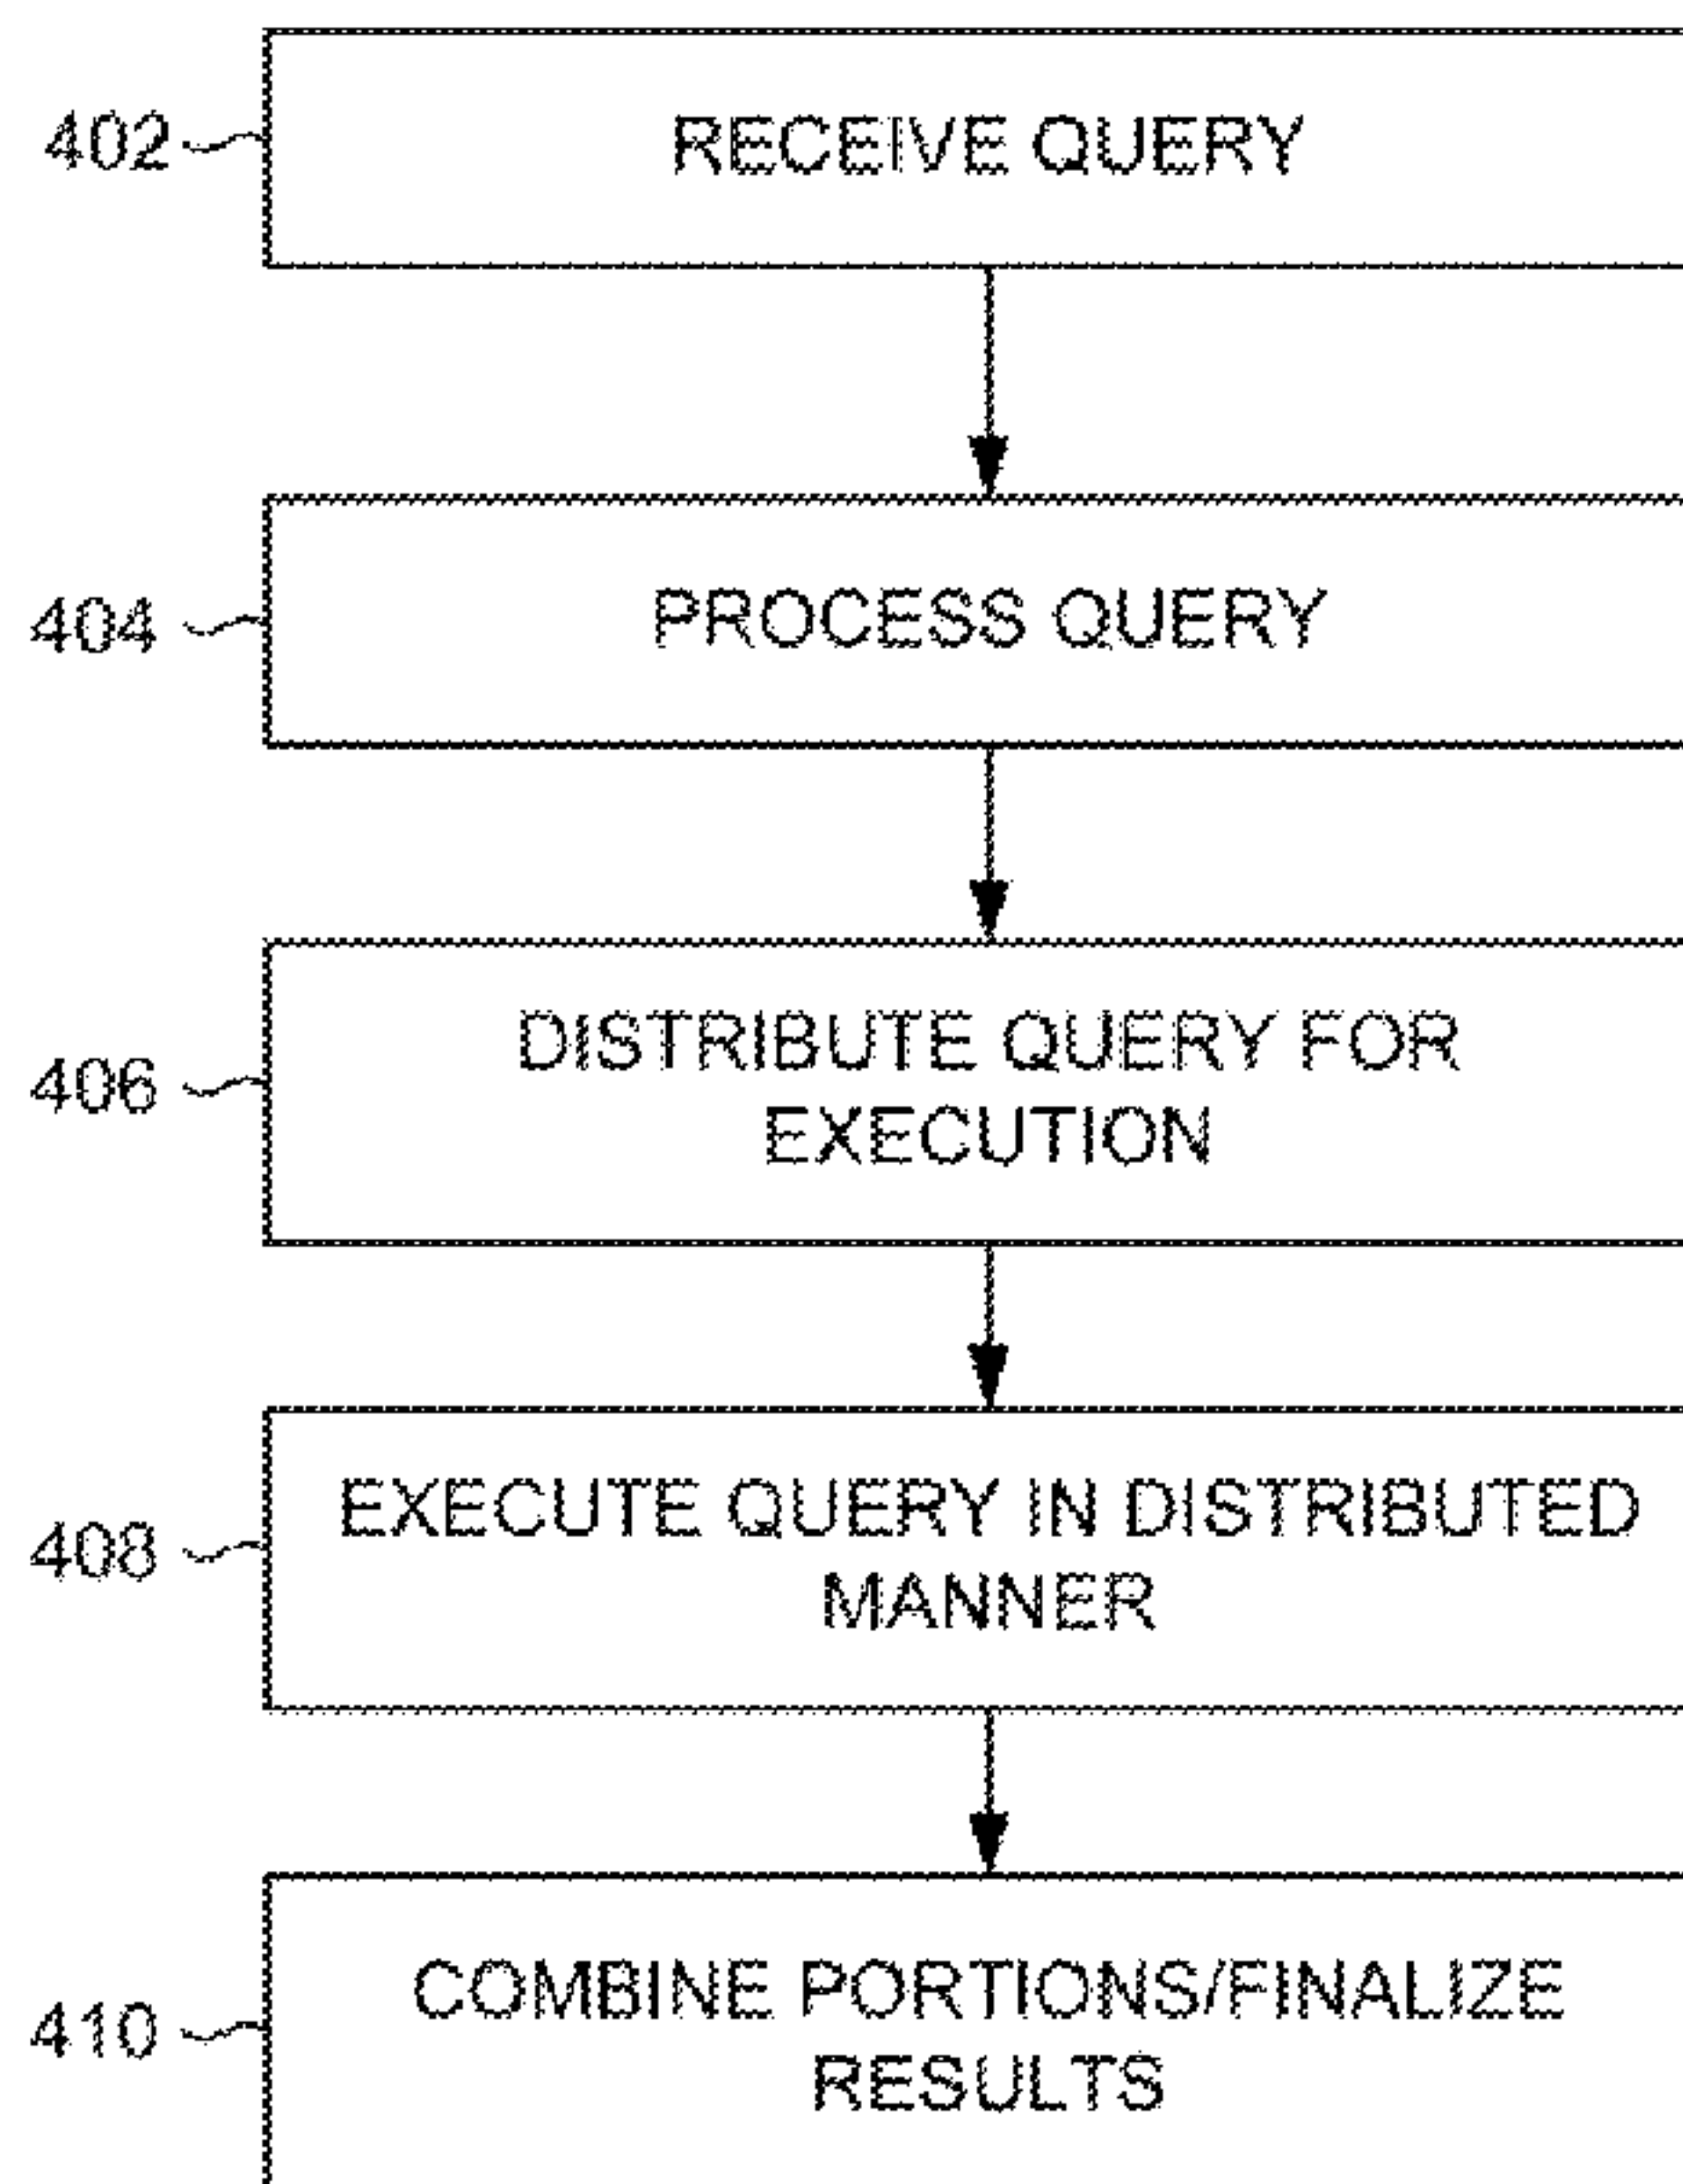 402 RECEIVE QUERY
404 PROCESS QUERY
406 DISTRIBUTE QUERY FOR
EXECUTION
408 EXECUTE QUERY IN DISTRIBUTED
MANNER
410 COMBINE PORTIONS/FINALIZE
RESULTS